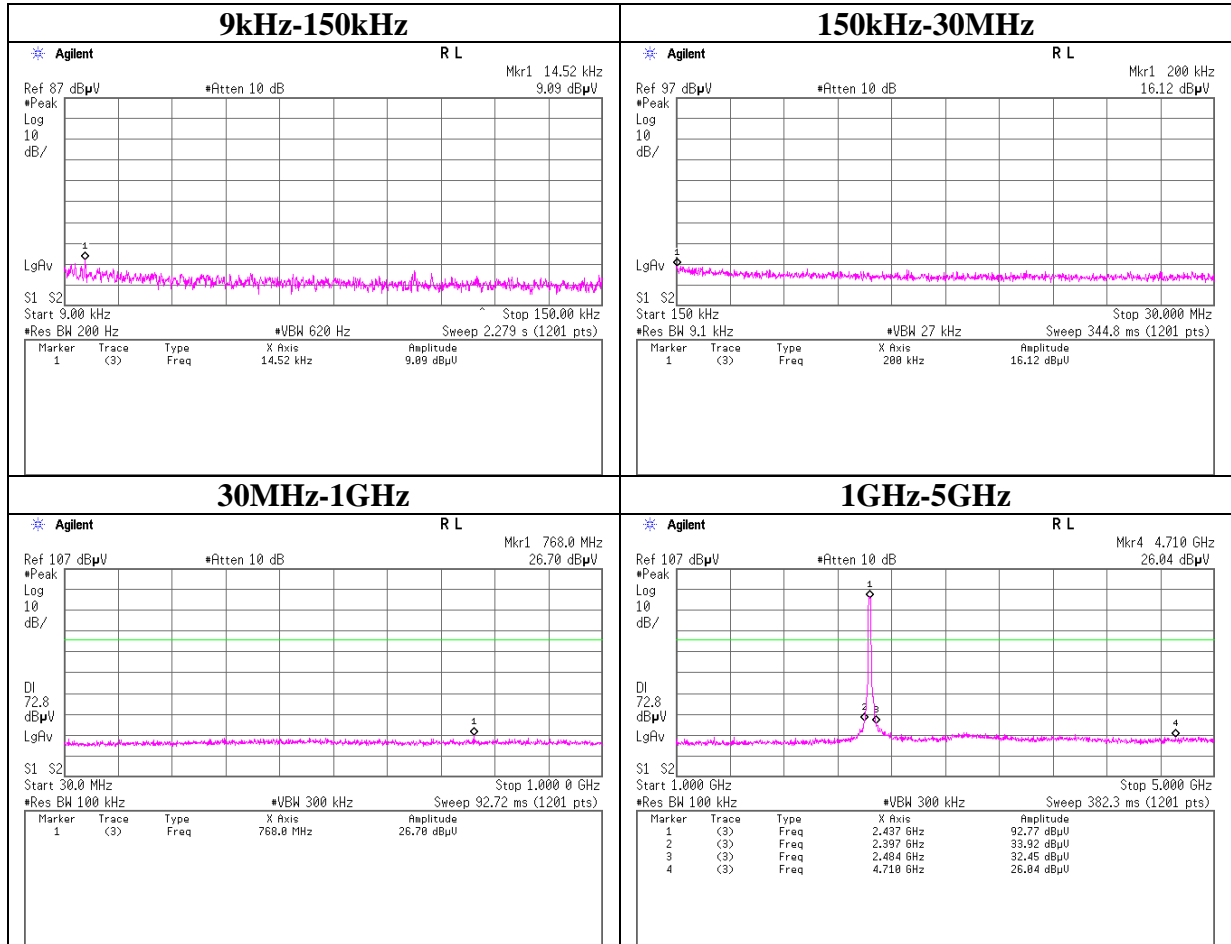 9kHz-150kHz
Agilent R L
Mkr1 14.52 kHz
Ref 87 dBµV #Atten 10 dB 9.09 dBµV
#Peak
Log
10
dB/
1
LgAv
S1 S2
Start 9.00 kHz ^ Stop 150.00 kHz
#Res BW 200 Hz #VBW 620 Hz Sweep 2.279 s (1201 pts)
Marker Trace Type X Axis Amplitude
1 (3) Freq 14.52 kHz 9.09 dBµV
150kHz-30MHz
Agilent R L
Mkr1 200 kHz
Ref 97 dBµV #Atten 10 dB 16.12 dBµV
#Peak
Log
10
dB/
1
LgAv
S1 S2
Start 150 kHz Stop 30.000 MHz
#Res BW 9.1 kHz #VBW 27 kHz Sweep 344.8 ms (1201 pts)
Marker Trace Type X Axis Amplitude
1 (3) Freq 200 kHz 16.12 dBµV
30MHz-1GHz
Agilent R L
Mkr1 768.0 MHz
Ref 107 dBµV #Atten 10 dB 26.70 dBµV
#Peak
Log
10
dB/
DI
72.8
dBµV
1
LgAv
S1 S2
Start 30.0 MHz Stop 1.000 0 GHz
#Res BW 100 kHz #VBW 300 kHz Sweep 92.72 ms (1201 pts)
Marker Trace Type X Axis Amplitude
1 (3) Freq 768.0 MHz 26.70 dBµV
1GHz-5GHz
Agilent R L
Mkr4 4.710 GHz
Ref 107 dBµV #Atten 10 dB 26.04 dBµV
#Peak
1
Log
10
dB/
DI
72.8
2 3
dBµV
4
LgAv
S1 S2
Start 1.000 GHz Stop 5.000 GHz
#Res BW 100 kHz #VBW 300 kHz Sweep 382.3 ms (1201 pts)
Marker Trace Type X Axis Amplitude
1 (3) Freq 2.437 GHz 92.77 dBµV
2 (3) Freq 2.397 GHz 33.92 dBµV
3 (3) Freq 2.484 GHz 32.45 dBµV
4 (3) Freq 4.710 GHz 26.04 dBµV